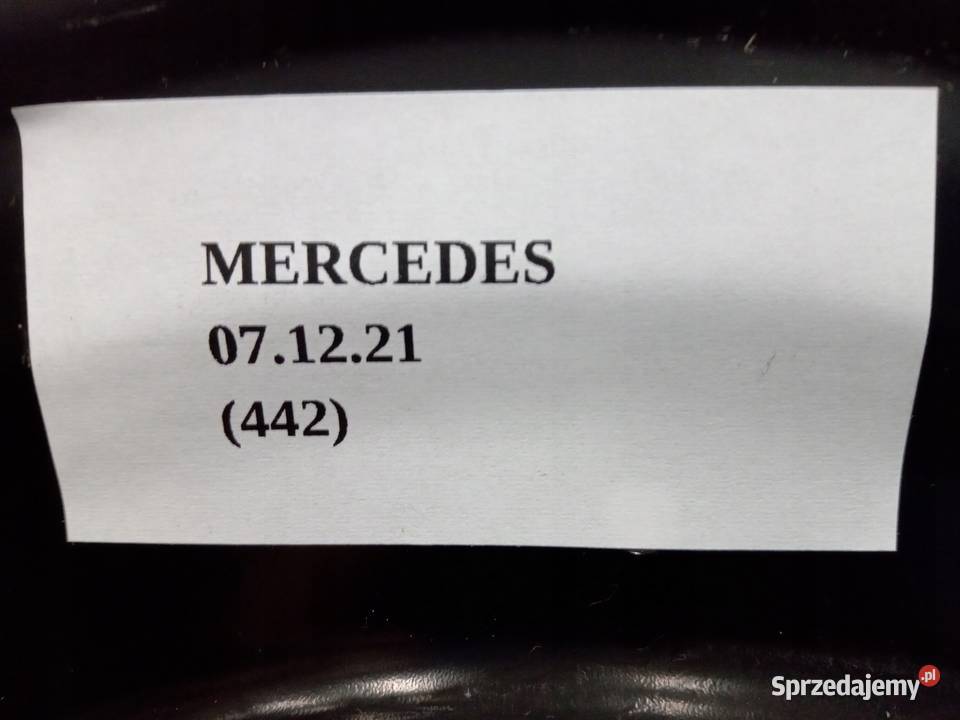 MERCEDES
07.12.21
(442)
Sprzedajemy.pl